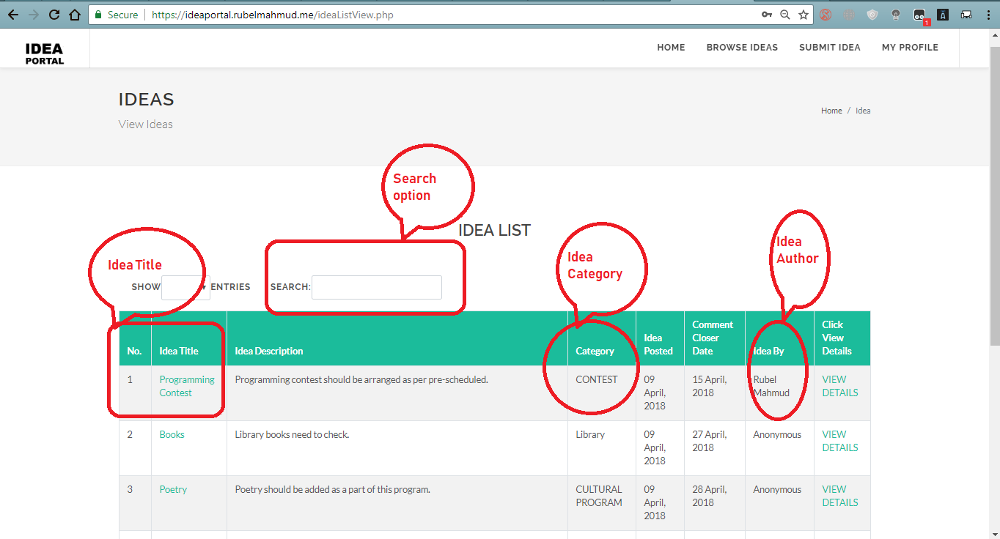 Secure | https://ideaportal.rubelmahmud.me/ideaListView.php
1
IDEA
PORTAL
HOME BROWSE IDEAS SUBMIT IDEA MY PROFILE
IDEAS
View Ideas
Home / Idea
Search
option
IDEA LIST
Idea Title
Idea
Category
Idea
Author
SHOW ENTRIES SEARCH:
No. Idea Title Idea Description Category
Idea
Posted
Comment
Closer
Date
Idea By
Click
View
Details
1
Programming
Contest
Programming contest should be arranged as per pre-scheduled.
CONTEST
09
April,
2018
15 April,
2018
Rubel
Mahmud
VIEW
DETAILS
2
Books
Library books need to check.
Library
09
April,
2018
27 April,
2018
Anonymous
VIEW
DETAILS
3
Poetry
Poetry should be added as a part of this program.
CULTURAL
PROGRAM
09
April,
2018
28 April,
2018
Anonymous
VIEW
DETAILS